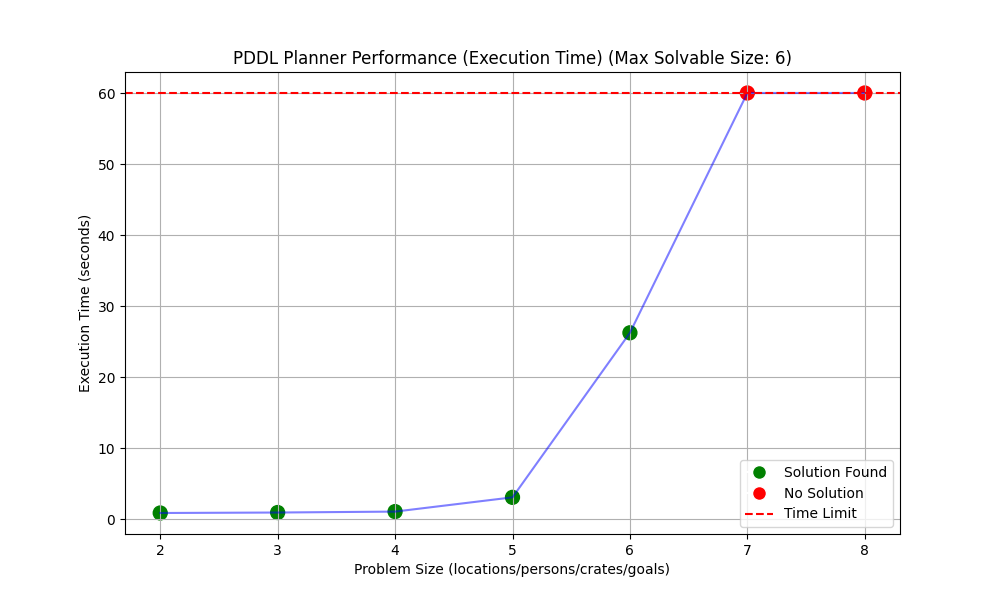 PDDL Planner Performance (Execution Time) (Max Solvable Size: 6)
60
50
40
30
20
10
0
Execution Time (seconds)
Solution Found
No Solution
Time Limit
2 3 4 5 6 7 8
Problem Size (locations/persons/crates/goals)